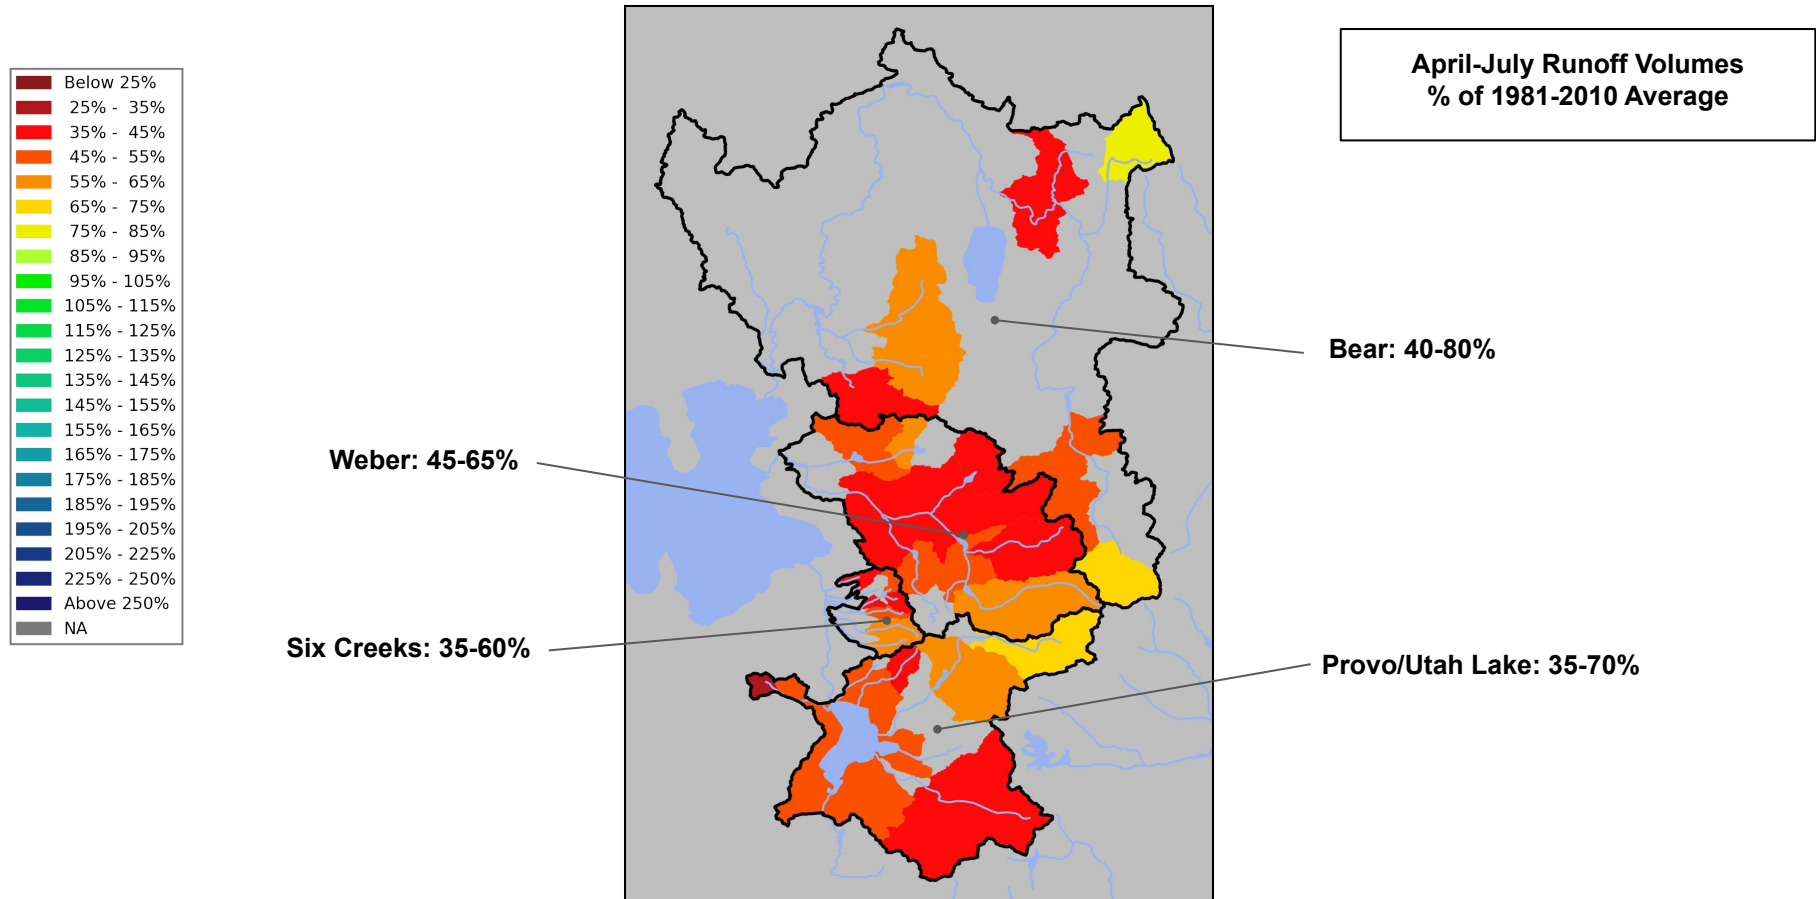 April-July Runoff Volumes
% of 1981-2010 Average
Below 25%
25% - 35%
35% - 45%
45% - 55%
55% - 65%
65% - 75%
75% - 85%
85% - 95%
95% - 105%
105% - 115%
115% - 125%
125% - 135%
135% - 145%
145% - 155%
155% - 165%
165% - 175%
175% - 185%
185% - 195%
195% - 205%
205% - 225%
225% - 250%
Above 250%
NA
Bear: 40-80%
Weber: 45-65%
Six Creeks: 35-60%
Provo/Utah Lake: 35-70%